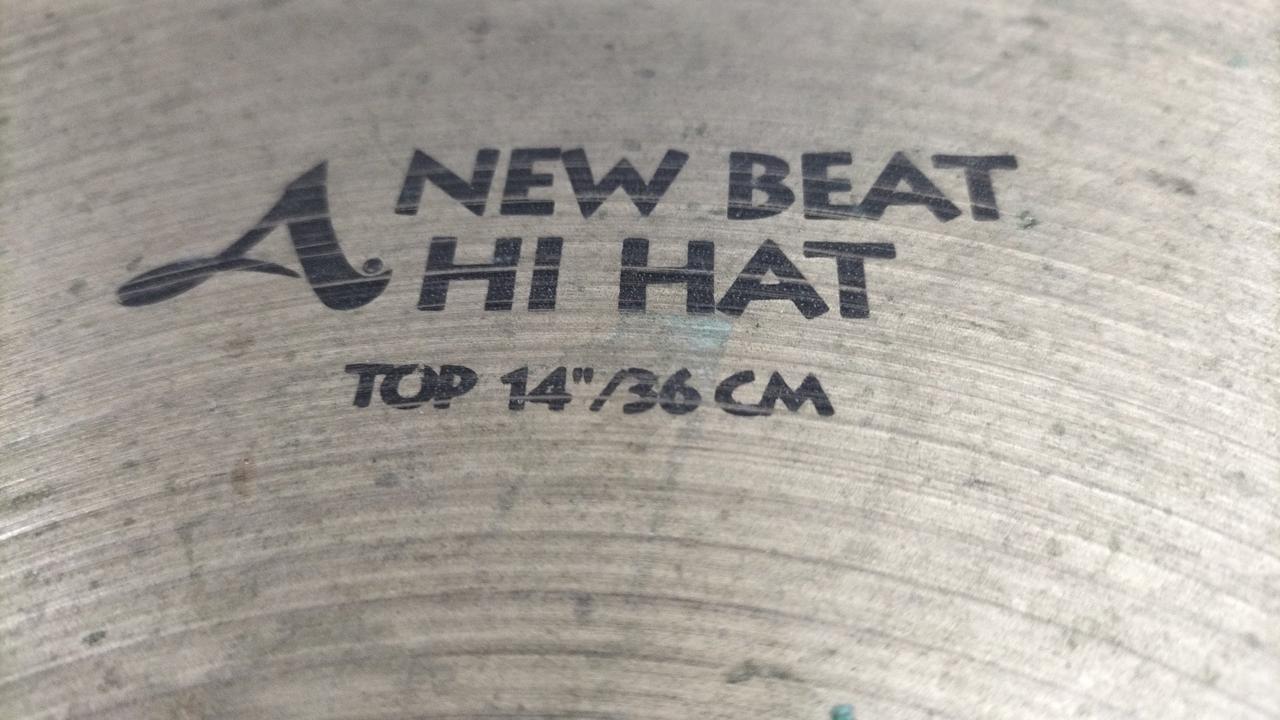 A. NEW BEAT
HI HAT
TOP 14"/36 CM